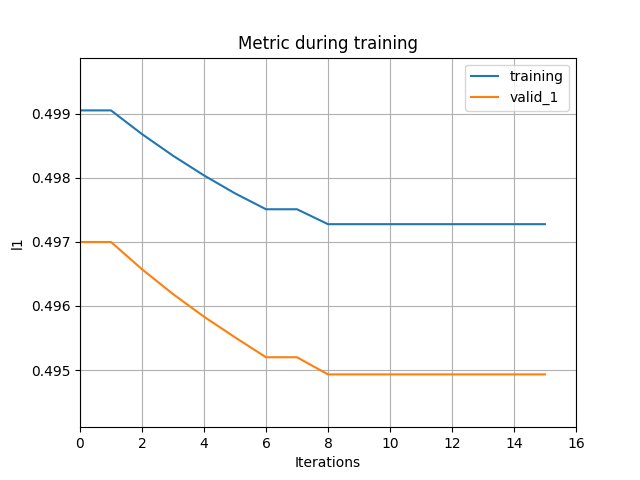 Metric during training
training
valid_1
0.499
0.498
0.497
0.496
0.495
l1
0 2 4 6 8 10 12 14 16
Iterations